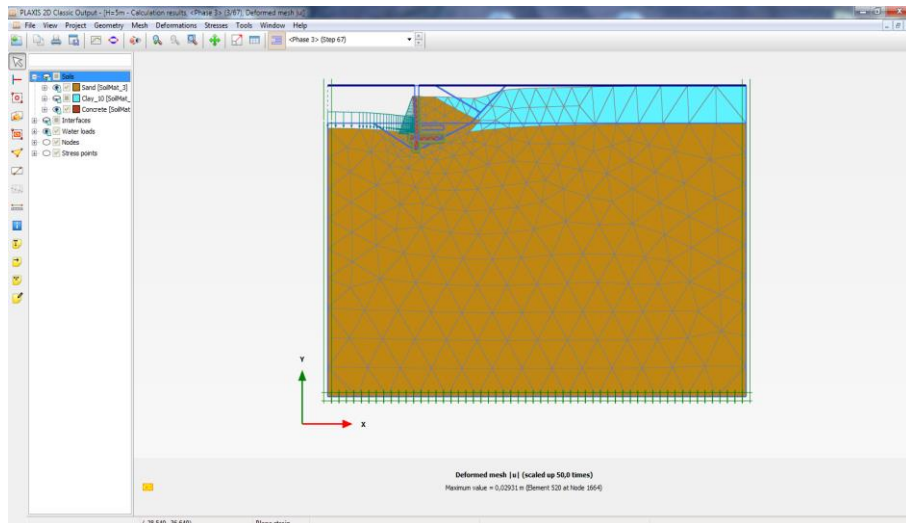 PLAXIS 2D Classic Output - [H=5m - Calculation results, <Phase 3> (3/67), Deformed mesh |u|]
File View Project Geometry Mesh Deformations Stresses Tools Window Help
<Phase 3> (Step 67)
Soils
Sand [SoilMat_3]
Clay_10 [SoilMat_
Concrete [SoilMat
Interfaces
Water loads
Nodes
Stress points
Y
X
Deformed mesh |u| (scaled up 50,0 times)
Maximum value = 0,02931 m (Element 520 at Node 1664)
Plane strain